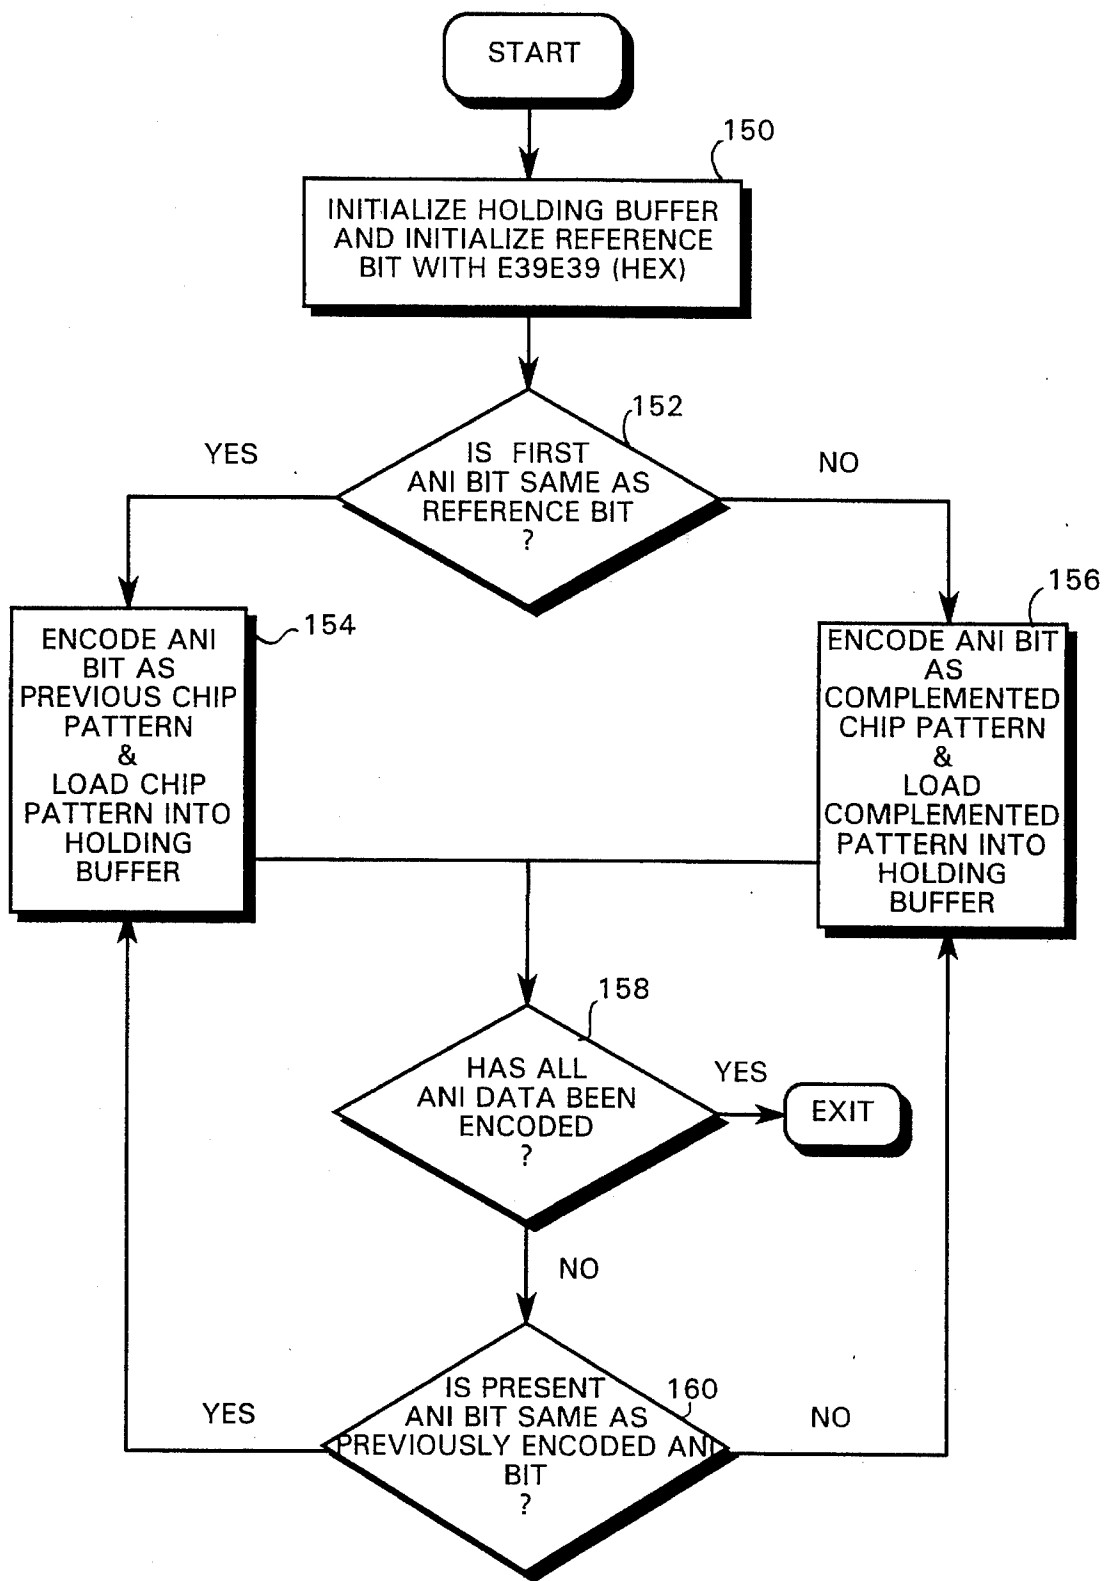 START
150
INITIALIZE HOLDING BUFFER
AND INITIALIZE REFERENCE
BIT WITH E39E39 (HEX)
152
IS FIRST
ANI BIT SAME AS
REFERENCE BIT
?
YES
NO
154
ENCODE ANI
BIT AS
PREVIOUS CHIP
PATTERN
&
LOAD CHIP
PATTERN INTO
HOLDING
BUFFER
156
ENCODE ANI BIT
AS
COMPLEMENTED
CHIP PATTERN
&
LOAD
COMPLEMENTED
PATTERN INTO
HOLDING
BUFFER
158
HAS ALL
ANI DATA BEEN
ENCODED
?
YES
EXIT
NO
160
IS PRESENT
ANI BIT SAME AS
PREVIOUSLY ENCODED ANI
BIT
?
YES
NO